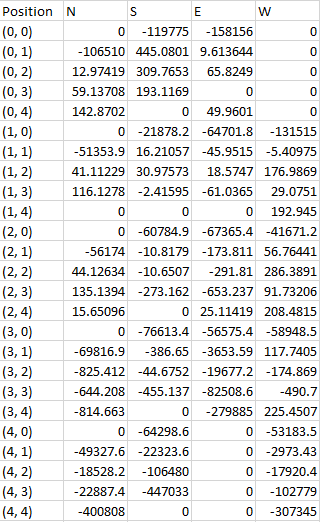 Position N S E W
(0, 0) 0 -119775 -158156 0
(0, 1) -106510 445.0801 9.613644 0
(0, 2) 12.97419 309.7653 65.8249 0
(0, 3) 59.13708 193.1169 0 0
(0, 4) 142.8702 0 49.9601 0
(1, 0) 0 -21878.2 -64701.8 -131515
(1, 1) -51353.9 16.21057 -45.9515 -5.40975
(1, 2) 41.11229 30.97573 18.5747 176.9869
(1, 3) 116.1278 -2.41595 -61.0365 29.0751
(1, 4) 0 0 0 192.945
(2, 0) 0 -60784.9 -67365.4 -41671.2
(2, 1) -56174 -10.8179 -173.811 56.76441
(2, 2) 44.12634 -10.6507 -291.81 286.3891
(2, 3) 135.1394 -273.162 -653.237 91.73206
(2, 4) 15.65096 0 25.11419 208.4815
(3, 0) 0 -76613.4 -56575.4 -58948.5
(3, 1) -69816.9 -386.65 -3653.59 117.7405
(3, 2) -825.412 -44.6752 -19677.2 -174.869
(3, 3) -644.208 -455.137 -82508.6 -490.7
(3, 4) -814.663 0 -279885 225.4507
(4, 0) 0 -64298.6 0 -53183.5
(4, 1) -49327.6 -22323.6 0 -2973.43
(4, 2) -18528.2 -106480 0 -17920.4
(4, 3) -22887.4 -447033 0 -102779
(4, 4) -400808 0 0 -307345